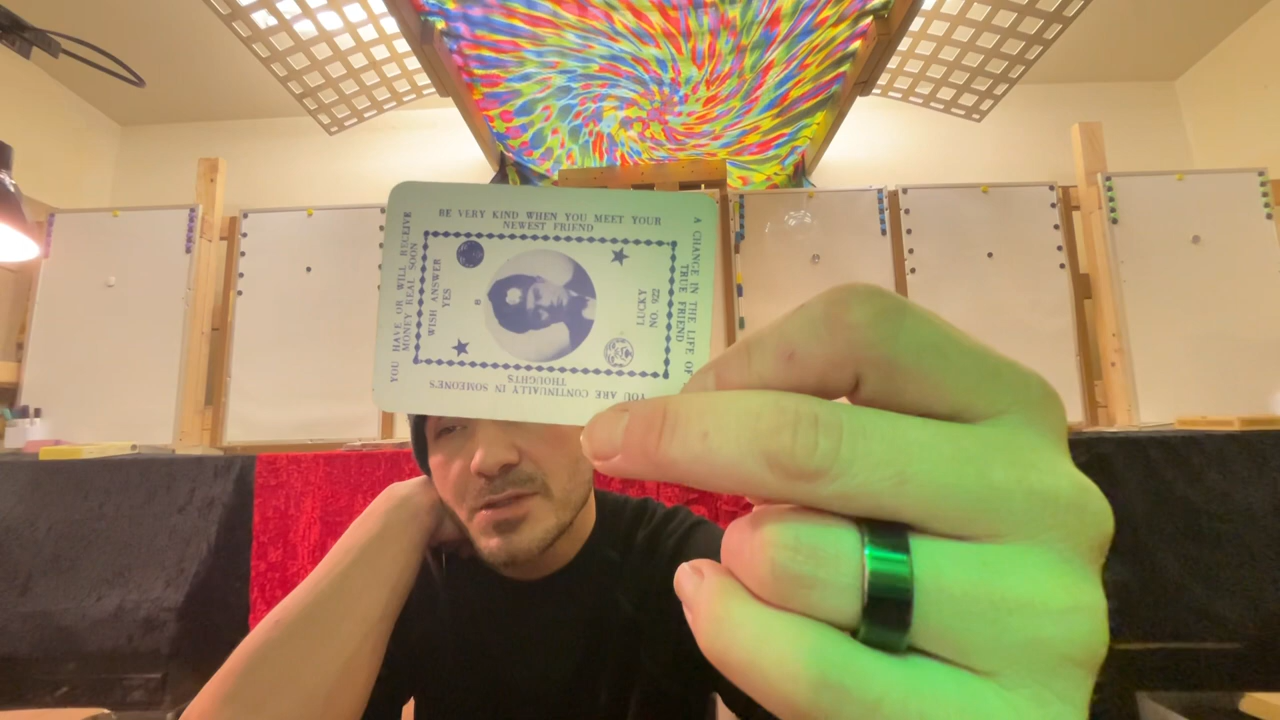 BE VERY KIND WHEN YOU MEET YOUR
NEWEST FRIEND
A CHANGE IN THE LIFE OF
TRUE FRIEND
YOU ARE CONTINUALLY IN SOMEONE'S
THOUGHTS
YOU HAVE OR WILL RECEIVE
MONEY REAL SOON
WISH ANSWER
YES
LUCKY
NO. 922